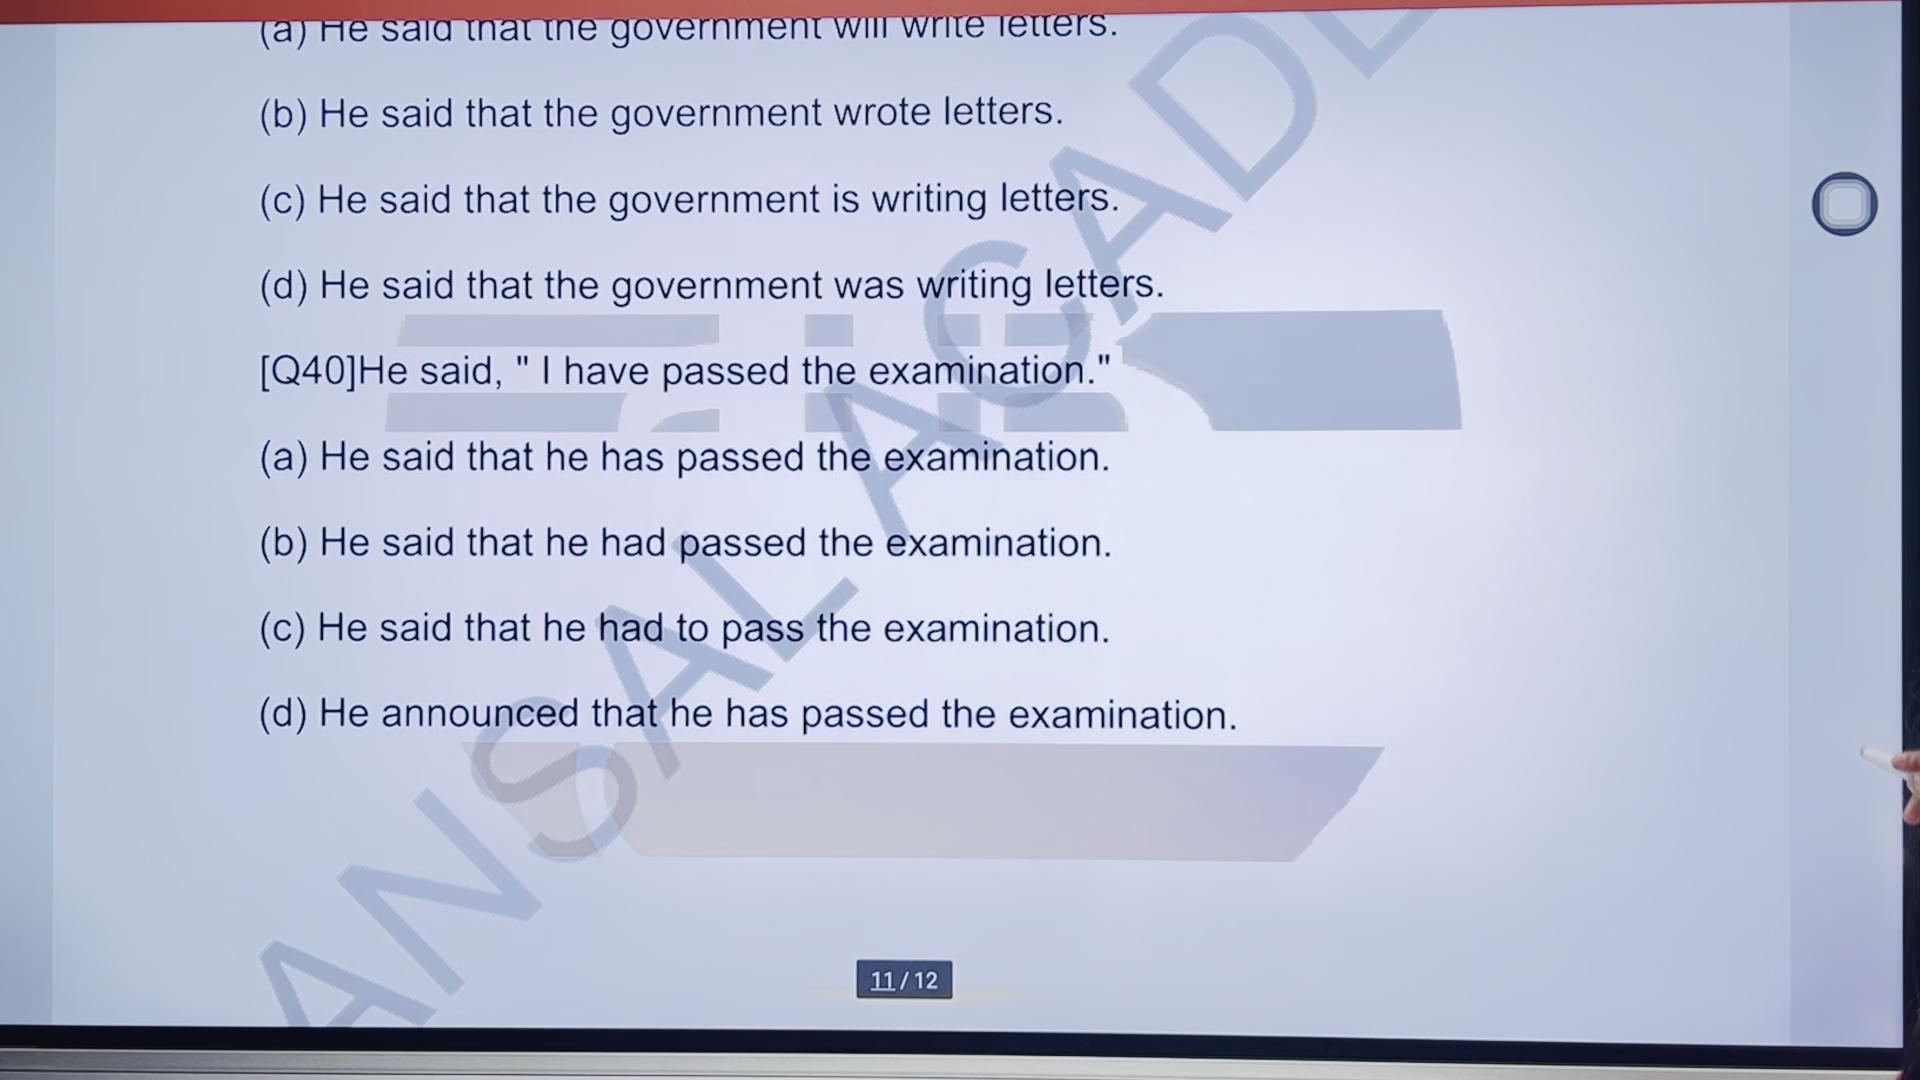 (a) He said that the government will write letters.
(b) He said that the government wrote letters.
(c) He said that the government is writing letters.
(d) He said that the government was writing letters.
[Q40]He said, " I have passed the examination."
(a) He said that he has passed the examination.
(b) He said that he had passed the examination.
(c) He said that he had to pass the examination.
(d) He announced that he has passed the examination.
ANSAL ACAD
11/12